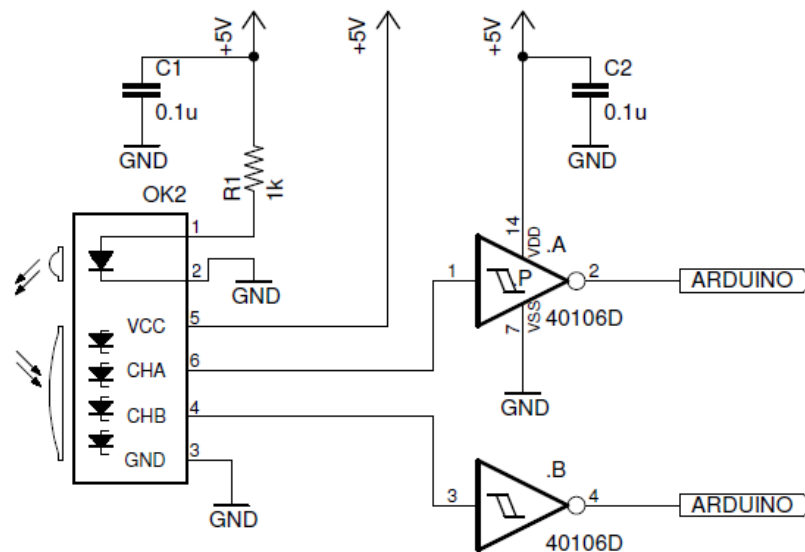 +5V
+5V
+5V
C1
0.1u
GND
C2
0.1u
GND
R1
1k
OK2
1
2
GND
VCC
5
CHA
6
CHB
4
GND
3
GND
14
VDD
.A
1
.P
2
ARDUINO
40106D
7
VSS
GND
.B
3
4
ARDUINO
40106D